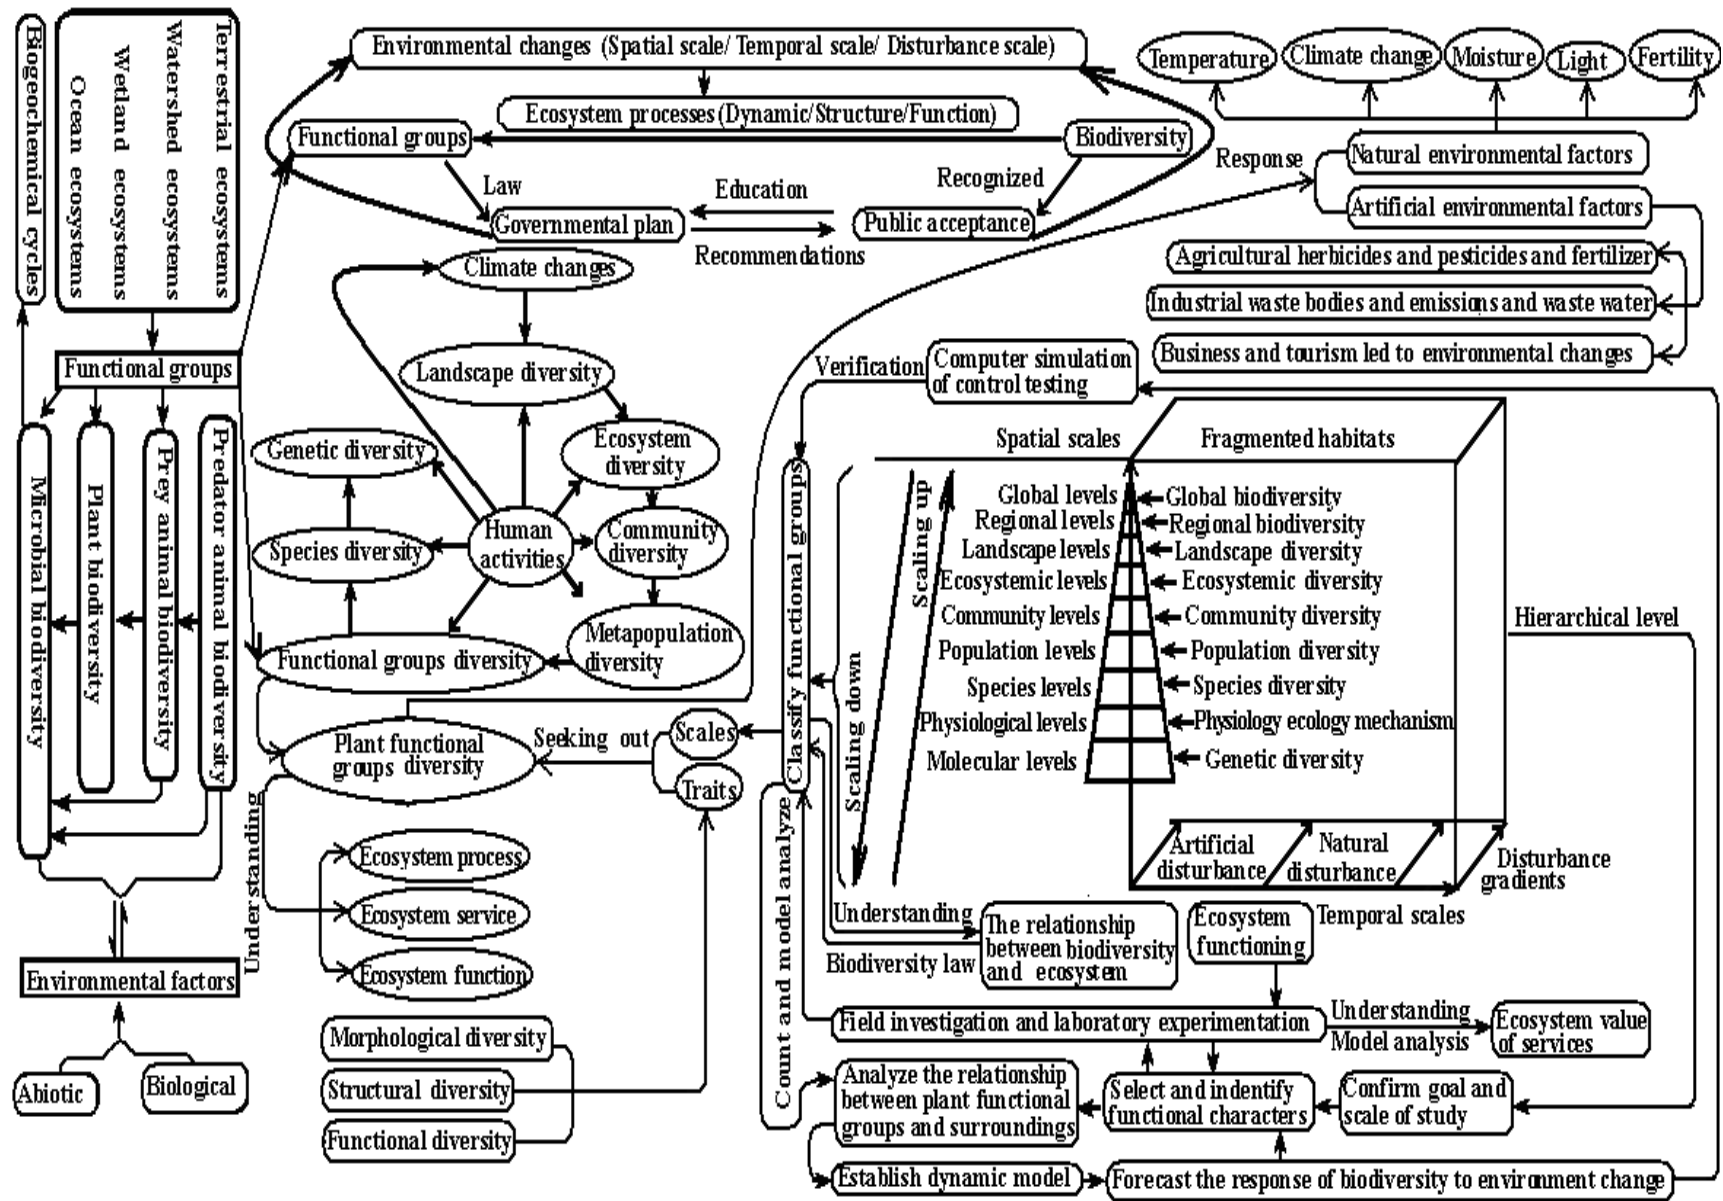 Biogeochemical cycles
Terrestrial ecosystems
Watershed ecosystems
Wetland ecosystems
Ocean ecosystems
Functional groups
Microbial biodiversity
Plant biodiversity
Prey animal biodiversity
Predator animal biodiversity
Environmental factors
Abiotic
Biological
Environmental changes (Spatial scale/ Temporal scale/ Disturbance scale)
Ecosystem processes (Dynamic/Structure/Function)
Functional groups
Biodiversity
Law
Education
Recognized
Governmental plan
Public acceptance
Recommendations
Climate changes
Landscape diversity
Genetic diversity
Ecosystem
diversity
Species diversity
Human
activities
Community
diversity
Metapopulation
diversity
Functional groups diversity
Plant functional
groups diversity
Seeking out
Scales
Traits
Understanding
Ecosystem process
Ecosystem service
Ecosystem function
Morphological diversity
Structural diversity
Functional diversity
Temperature
Climate change
Moisture
Light
Fertility
Response
Natural environmental factors
Artificial environmental factors
Agricultural herbicides and pesticides and fertilizer
Industrial waste bodies and emissions and waste water
Business and tourism led to environmental changes
Verification
Computer simulation
of control testing
Classify functional groups
Count and model analyze
Scaling down
Scaling up
Spatial scales
Fragmented habitats
Global levels
Global biodiversity
Regional levels
Regional biodiversity
Landscape levels
Landscape diversity
Ecosystemic levels
Ecosystemic diversity
Community levels
Community diversity
Population levels
Population diversity
Species levels
Species diversity
Physiological levels
Physiology ecology mechanism
Molecular levels
Genetic diversity
Hierarchical level
Artificial
disturbance
Natural
disturbance
Disturbance
gradients
Temporal scales
Understanding
Biodiversity law
The relationship
between biodiversity
and ecosystem
Ecosystem
functioning
Field investigation and laboratory experimentation
Understanding
Model analysis
Ecosystem value
of services
Analyze the relationship
between plant functional
groups and surroundings
Select and indentify
functional characters
Confirm goal and
scale of study
Establish dynamic model
Forecast the response of biodiversity to environment change